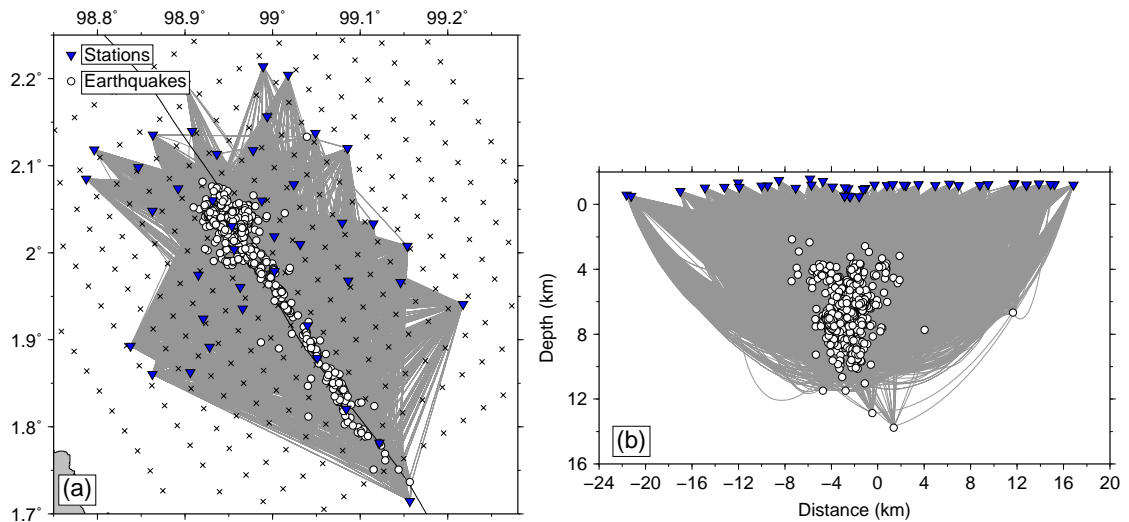 98.8˚ 98.9˚ 99˚ 99.1˚ 99.2˚
Stations
Earthquakes
2.2˚
2.1˚
2˚
1.9˚
1.8˚
1.7˚
(a)
0
4
8
12
16
Depth (km)
(b)
−24 −20 −16 −12 −8 −4 0 4 8 12 16 20
Distance (km)